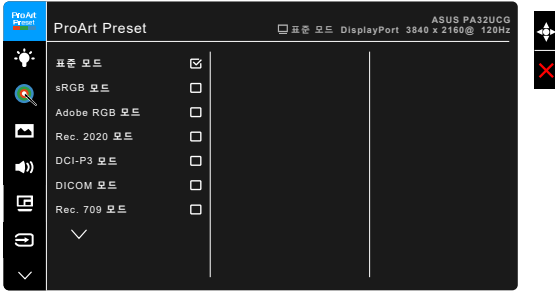 ProArt
Preset
ProArt Preset
ASUS PA32UCG
표준 모드 DisplayPort 3840 x 2160@ 120Hz
표준 모드
sRGB 모드
Adobe RGB 모드
Rec. 2020 모드
DCI-P3 모드
DICOM 모드
Rec. 709 모드